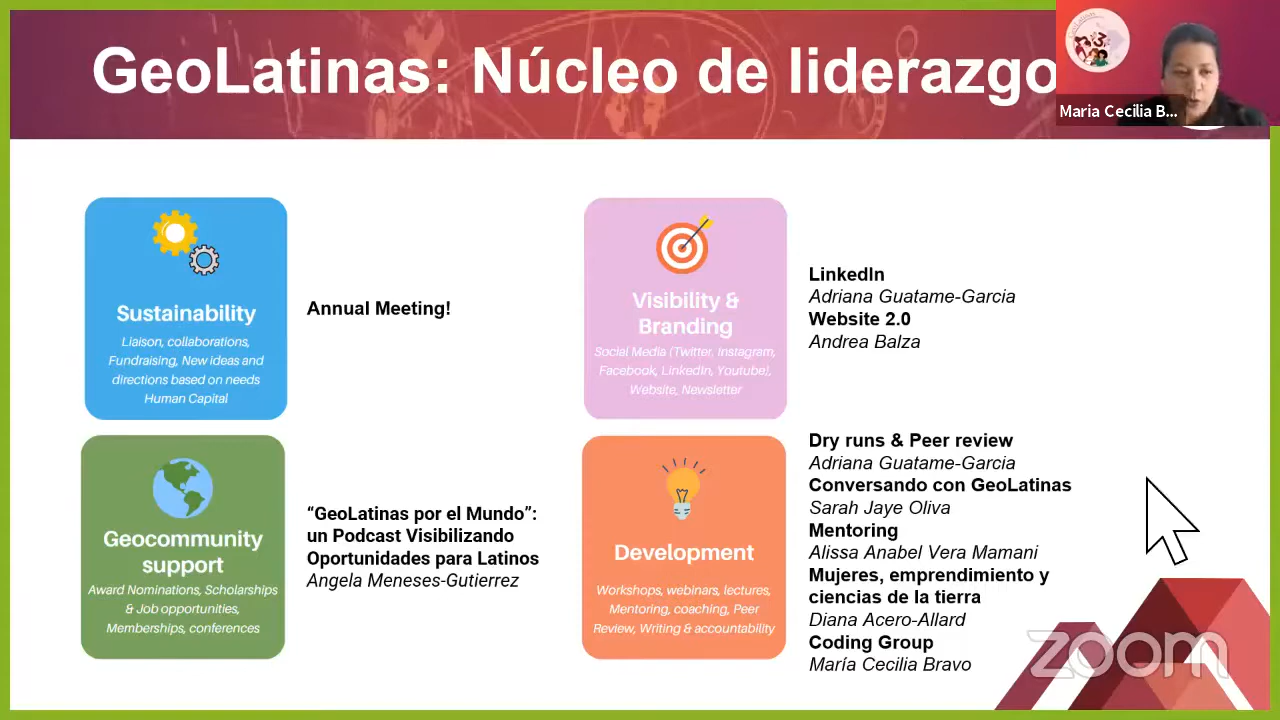 GeoLatinas: Núcleo de liderazgo
Maria Cecilia B...
Sustainability
Liaison, collaborations,
Fundraising, New ideas and
directions based on needs
Human Capital
Annual Meeting!
Visibility &
Branding
Social Media (Twitter, Instagram,
Facebook, LinkedIn, Youtube),
Website, Newsletter
LinkedIn
Adriana Guatame-Garcia
Website 2.0
Andrea Balza
Geocommunity
support
Award Nominations, Scholarships
& Job opportunities,
Memberships, conferences
“GeoLatinas por el Mundo”:
un Podcast Visibilizando
Oportunidades para Latinos
Angela Meneses-Gutierrez
Development
Workshops, webinars, lectures,
Mentoring, coaching, Peer
Review, Writing & accountability
Dry runs & Peer review
Adriana Guatame-Garcia
Conversando con GeoLatinas
Sarah Jaye Oliva
Mentoring
Alissa Anabel Vera Mamani
Mujeres, emprendimiento y
ciencias de la tierra
Diana Acero-Allard
Coding Group
María Cecilia Bravo
zoom